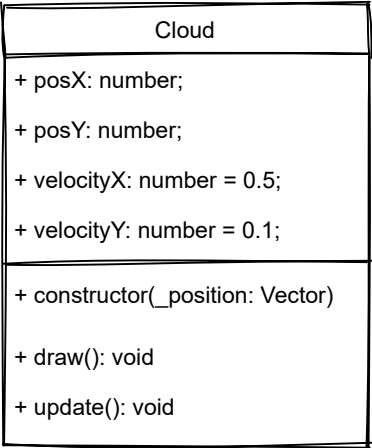 Cloud
+ posX: number;
+ posY: number;
+ velocityX: number = 0.5;
+ velocityY: number = 0.1;
+ constructor(_position: Vector)
+ draw(): void
+ update(): void